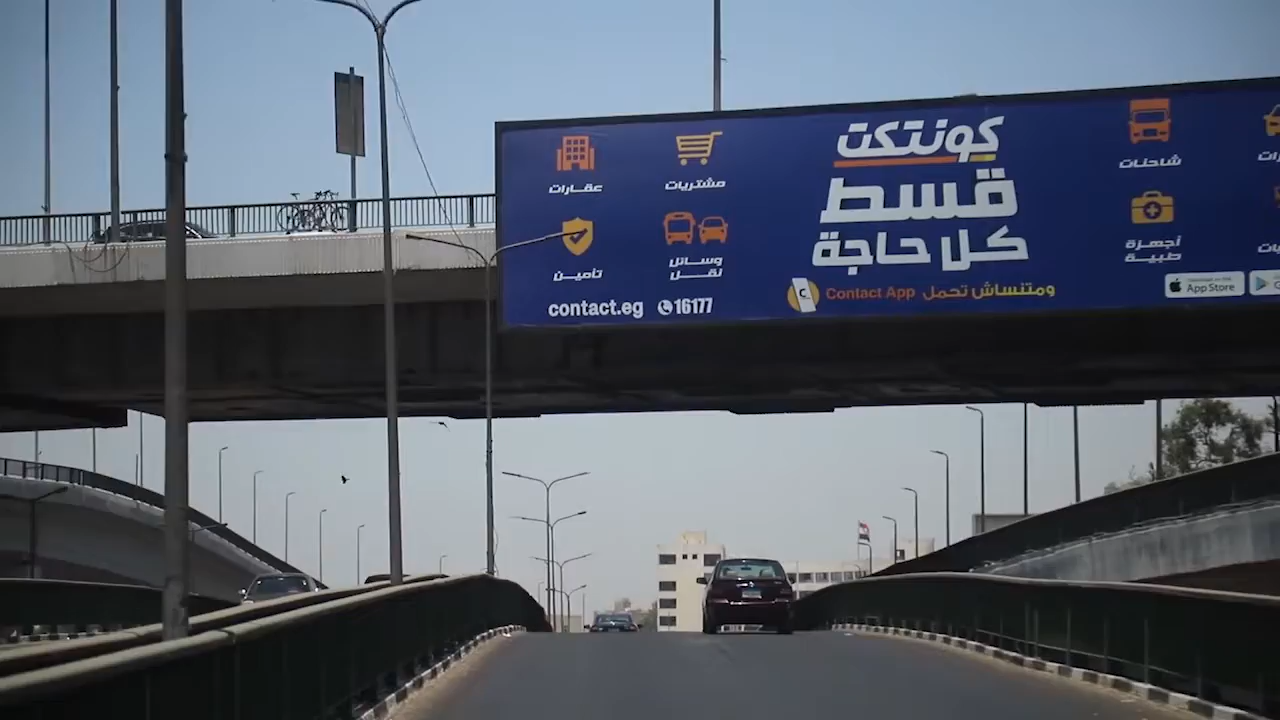 كونتكت
قسط
كل حاجة
ومتنساش تحمل Contact App
شاحنات
أجهزة
طبية
App Store
مشتريات
عقارات
وسائل
نقل
تأمين
contact.eg 16177